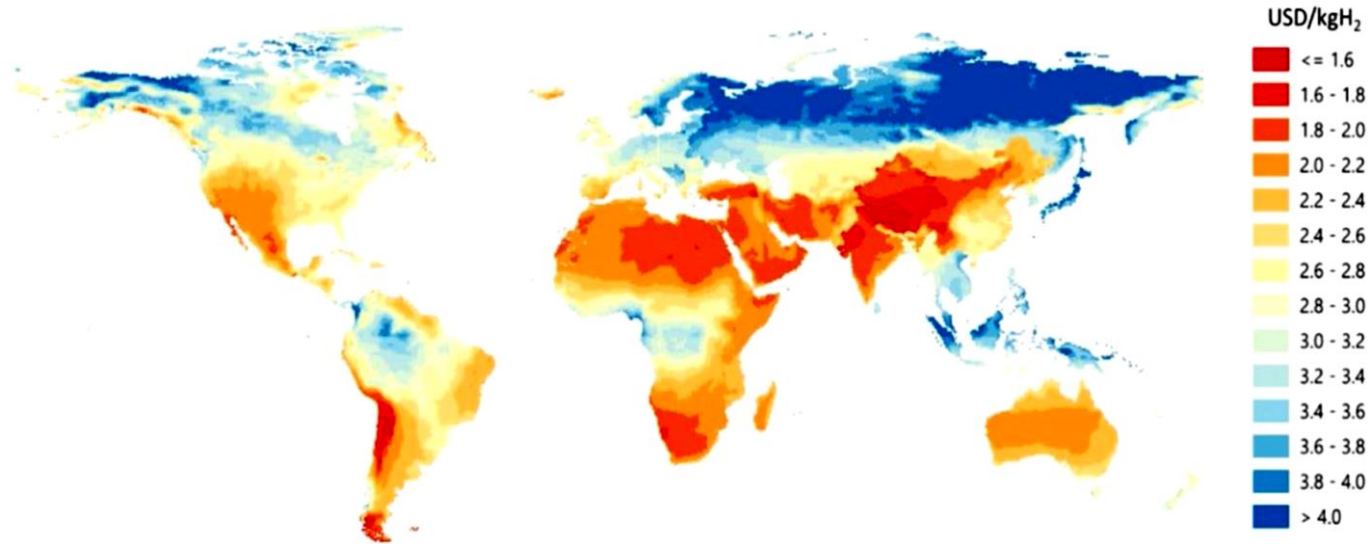 USD/kgH₂
<= 1.6
1.6 - 1.8
1.8 - 2.0
2.0 - 2.2
2.2 - 2.4
2.4 - 2.6
2.6 - 2.8
2.8 - 3.0
3.0 - 3.2
3.2 - 3.4
3.4 - 3.6
3.6 - 3.8
3.8 - 4.0
> 4.0